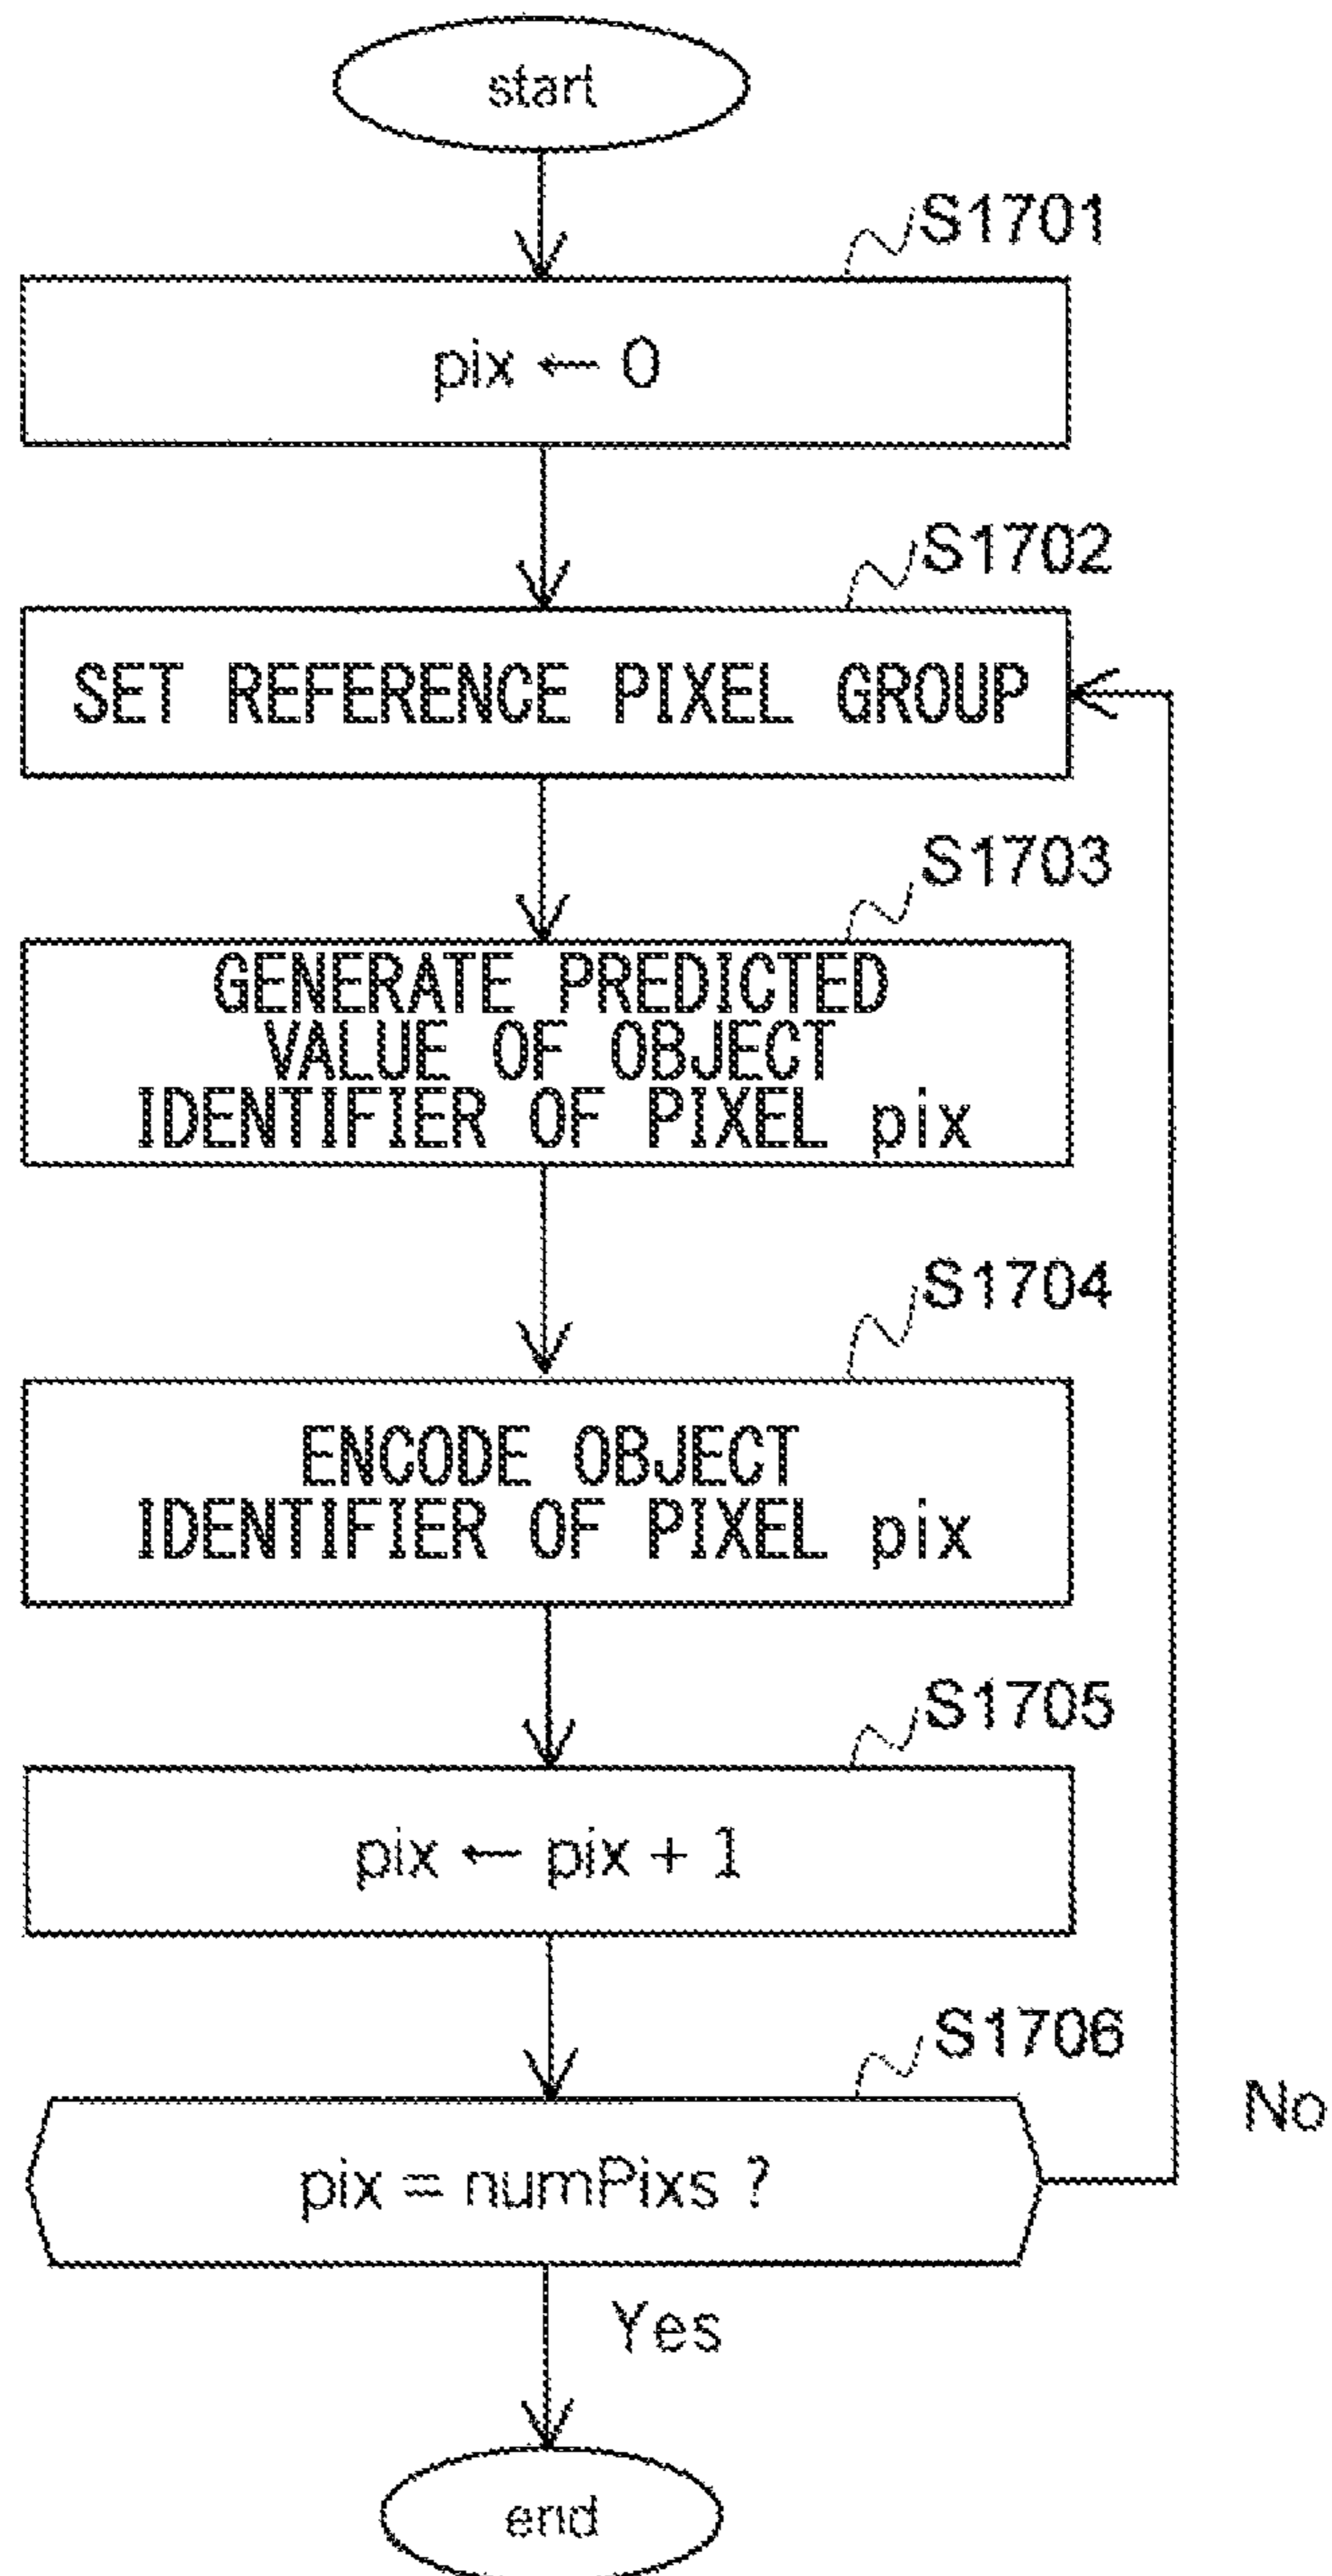 start
S1701
pix ← 0
S1702
SET REFERENCE PIXEL GROUP
S1703
GENERATE PREDICTED
VALUE OF OBJECT
IDENTIFIER OF PIXEL pix
S1704
ENCODE OBJECT
IDENTIFIER OF PIXEL pix
S1705
pix ← pix + 1
S1706
pix = numPixs ?
No
Yes
end